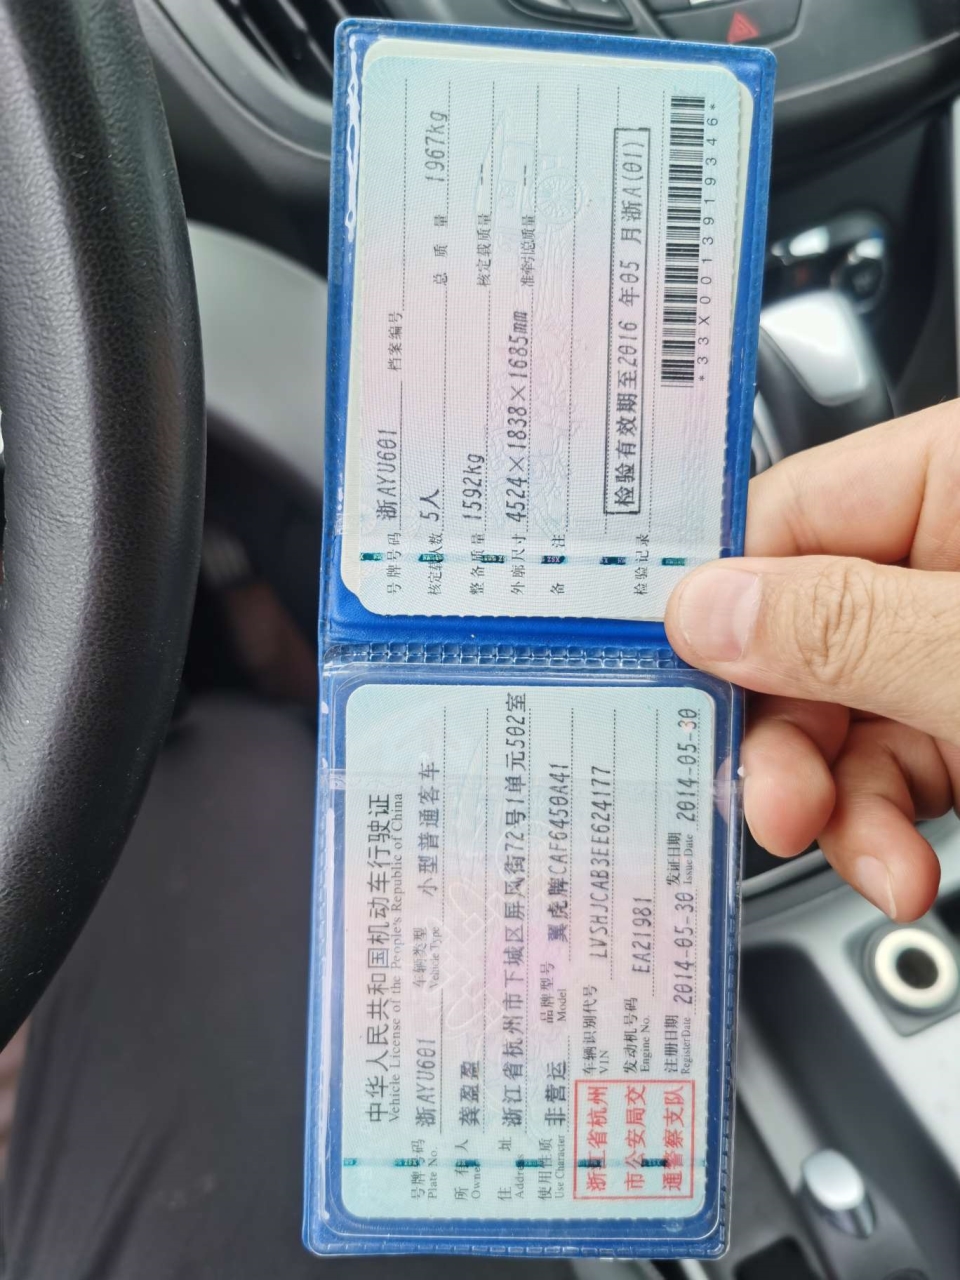 中华人民共和国机动车行驶证
Vehicle License of the People's Republic of China
号牌号码 浙AYU601 车辆类型 小型普通客车
Plate No. Vehicle Type
所有人 龚盈盈
Owner
住址 浙江省杭州市下城区屏风街72号1单元502室
Address
使用性质 非营运 品牌型号 翼虎牌CAF6450A41
Use Character Model
浙江省杭州
市公安局交
通警察支队
车辆识别代号 LVSHJCAB3EE624177
VIN
发动机号码 EA21981
Engine No.
注册日期 2014-05-30 发证日期 2014-05-30
Register Date Issue Date
号牌号码 浙AYU601 档案编号
核定载人数 5人 总质量 1967kg
整备质量 1592kg 核定载质量 --
外廓尺寸 4524×1838×1685mm 准牵引总质量 --
备注
检验有效期至2016年05月浙A(01)
检验记录
*33X0013919346*